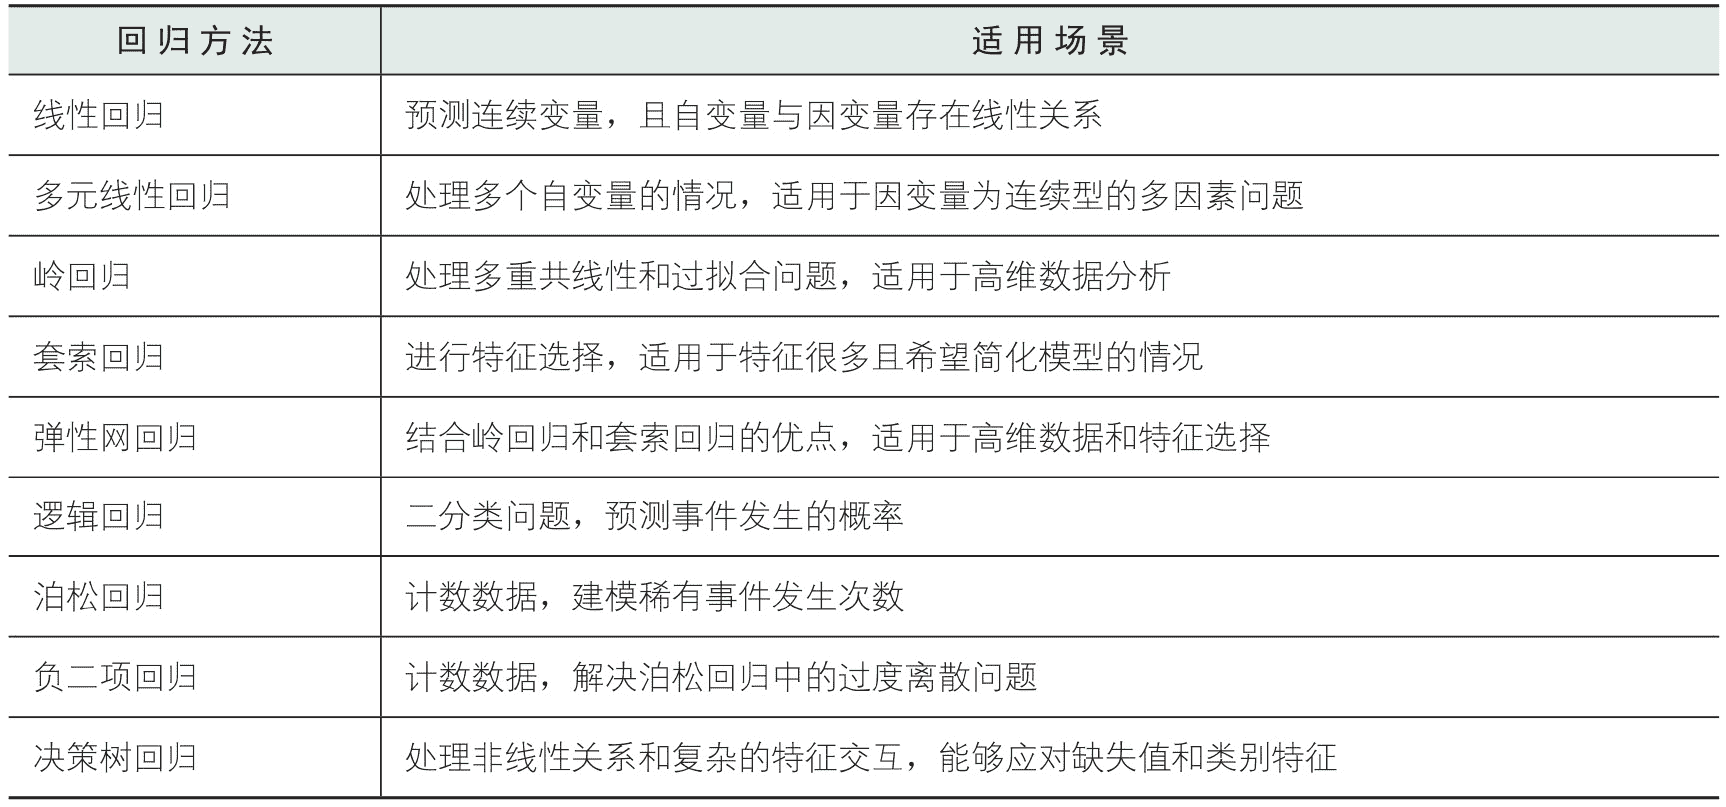 回归方法 适用场景
线性回归 预测连续变量，且自变量与因变量存在线性关系
多元线性回归 处理多个自变量的情况，适用于因变量为连续型的多因素问题
岭回归 处理多重共线性和过拟合问题，适用于高维数据分析
套索回归 进行特征选择，适用于特征很多且希望简化模型的情况
弹性网回归 结合岭回归和套索回归的优点，适用于高维数据和特征选择
逻辑回归 二分类问题，预测事件发生的概率
泊松回归 计数数据，建模稀有事件发生次数
负二项回归 计数数据，解决泊松回归中的过度离散问题
决策树回归 处理非线性关系和复杂的特征交互，能够应对缺失值和类别特征